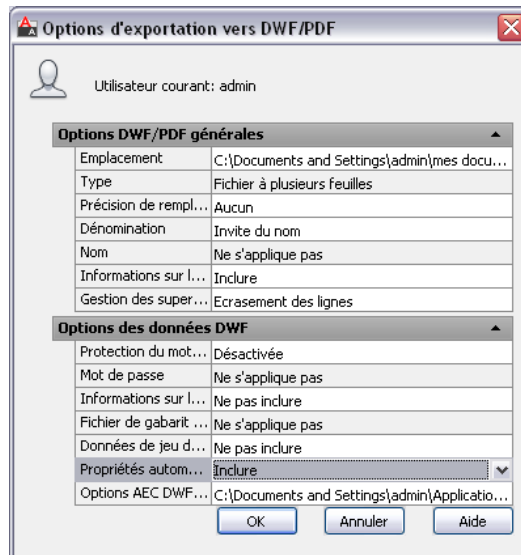 Options d'exportation vers DWF/PDF
Utilisateur courant: admin
Options DWF/PDF générales
Emplacement C:\Documents and Settings\admin\mes docu...
Type Fichier à plusieurs feuilles
Précision de rempl... Aucun
Dénomination Invite du nom
Nom Ne s'applique pas
Informations sur l... Inclure
Gestion des super... Ecrasement des lignes
Options des données DWF
Protection du mot... Désactivée
Mot de passe Ne s'applique pas
Informations sur l... Ne pas inclure
Fichier de gabarit ... Ne s'applique pas
Données de jeu d... Ne pas inclure
Propriétés autom... Inclure
Options AEC DWF... C:\Documents and Settings\admin\Applicatio...
OK Annuler Aide